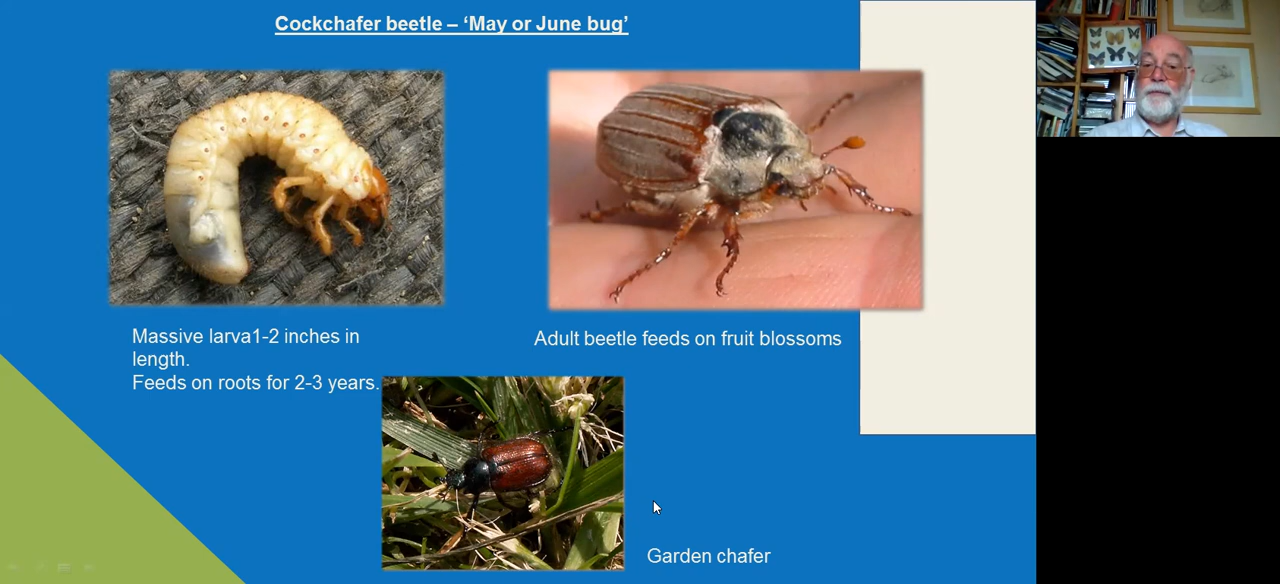 Cockchafer beetle – ‘May or June bug’
Massive larva1-2 inches in
length.
Feeds on roots for 2-3 years.
Adult beetle feeds on fruit blossoms
Garden chafer